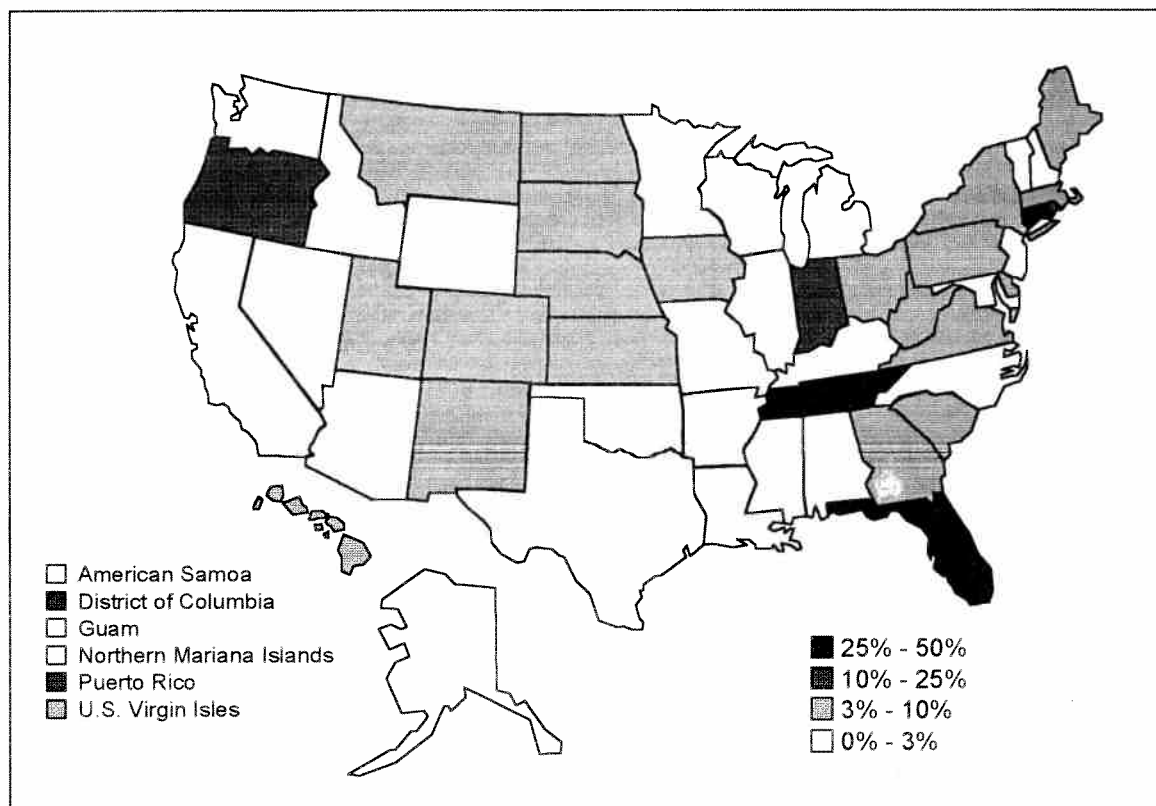 American Samoa
District of Columbia
Guam
Northern Mariana Islands
Puerto Rico
U.S. Virgin Isles
25% - 50%
10% - 25%
3% - 10%
0% - 3%